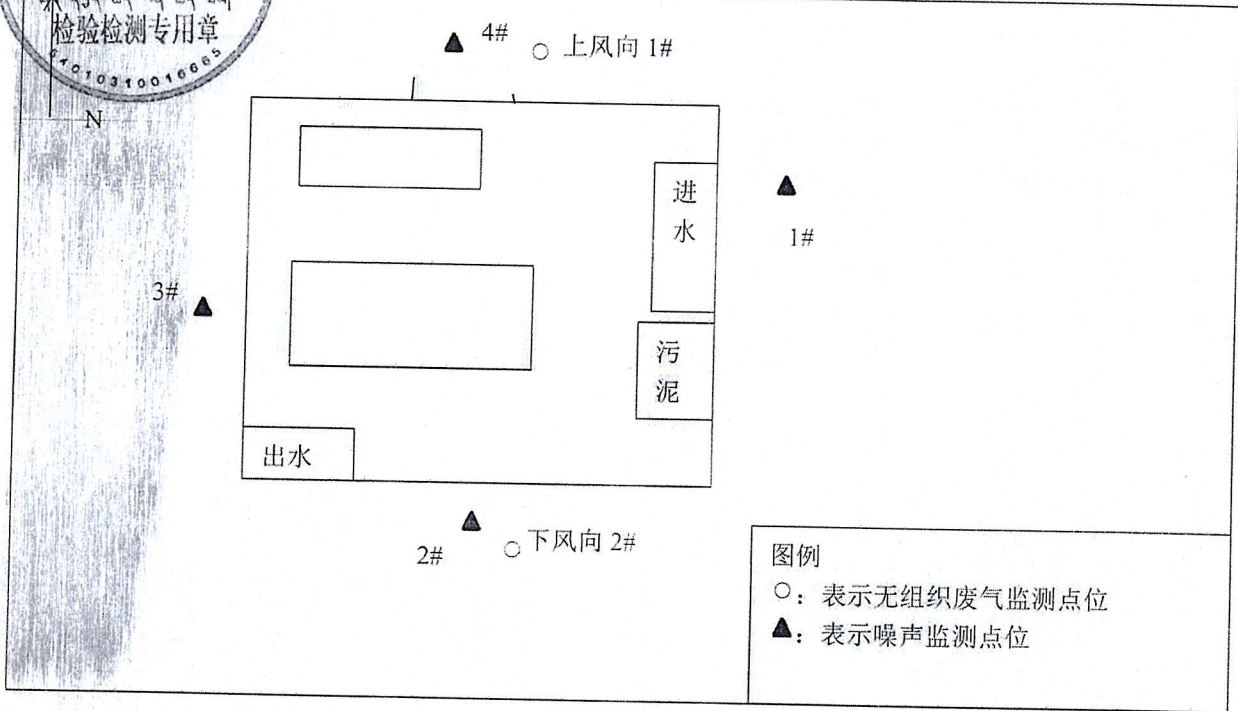 检验检测专用章
64010310016665
N
4#
○ 上风向 1#
进水
▲
1#
3#
污泥
出水
2#
○ 下风向 2#
图例
○：表示无组织废气监测点位
▲：表示噪声监测点位